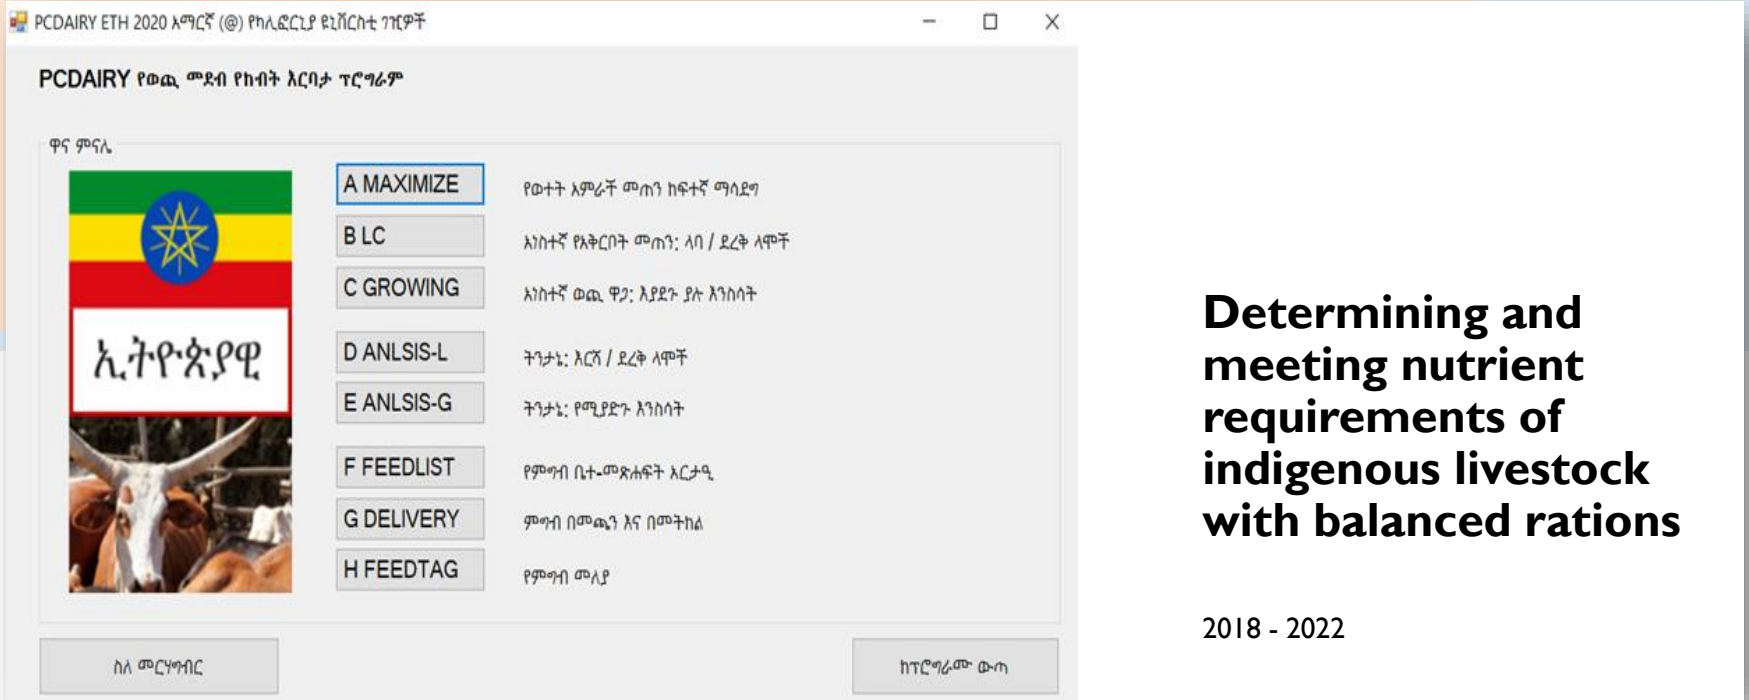 PCDAIRY ETH 2020 አማርኛ (@) የካሊፎርኒያ ዩኒቨርስቲ ገዢዎች
PCDAIRY የወጪ መደብ የከብት እርባታ ፕሮግራም
ዋና ምናሌ
A MAXIMIZE የወተት አምራች መጠን ከፍተኛ ማሳደግ
B LC አነስተኛ የአቅርቦት መጠን: ላባ / ደረቅ ላሞች
C GROWING አነስተኛ ወጪ ዋጋ: እያደጉ ያሉ እንስሳት
D ANLSIS-L ትንታኔ: እርሻ / ደረቅ ላሞች
E ANLSIS-G ትንታኔ: የሚያድጉ እንስሳት
F FEEDLIST የምግብ ቤተ-መጽሐፍት አርታዒ
G DELIVERY ምግብ በመጫን እና በመትከል
H FEEDTAG የምግብ መለያ
ኢትዮጵያዊ
ስለ መርሃግብር
ከፕሮግራሙ ውጣ
Determining and
meeting nutrient
requirements of
indigenous livestock
with balanced rations
2018 - 2022